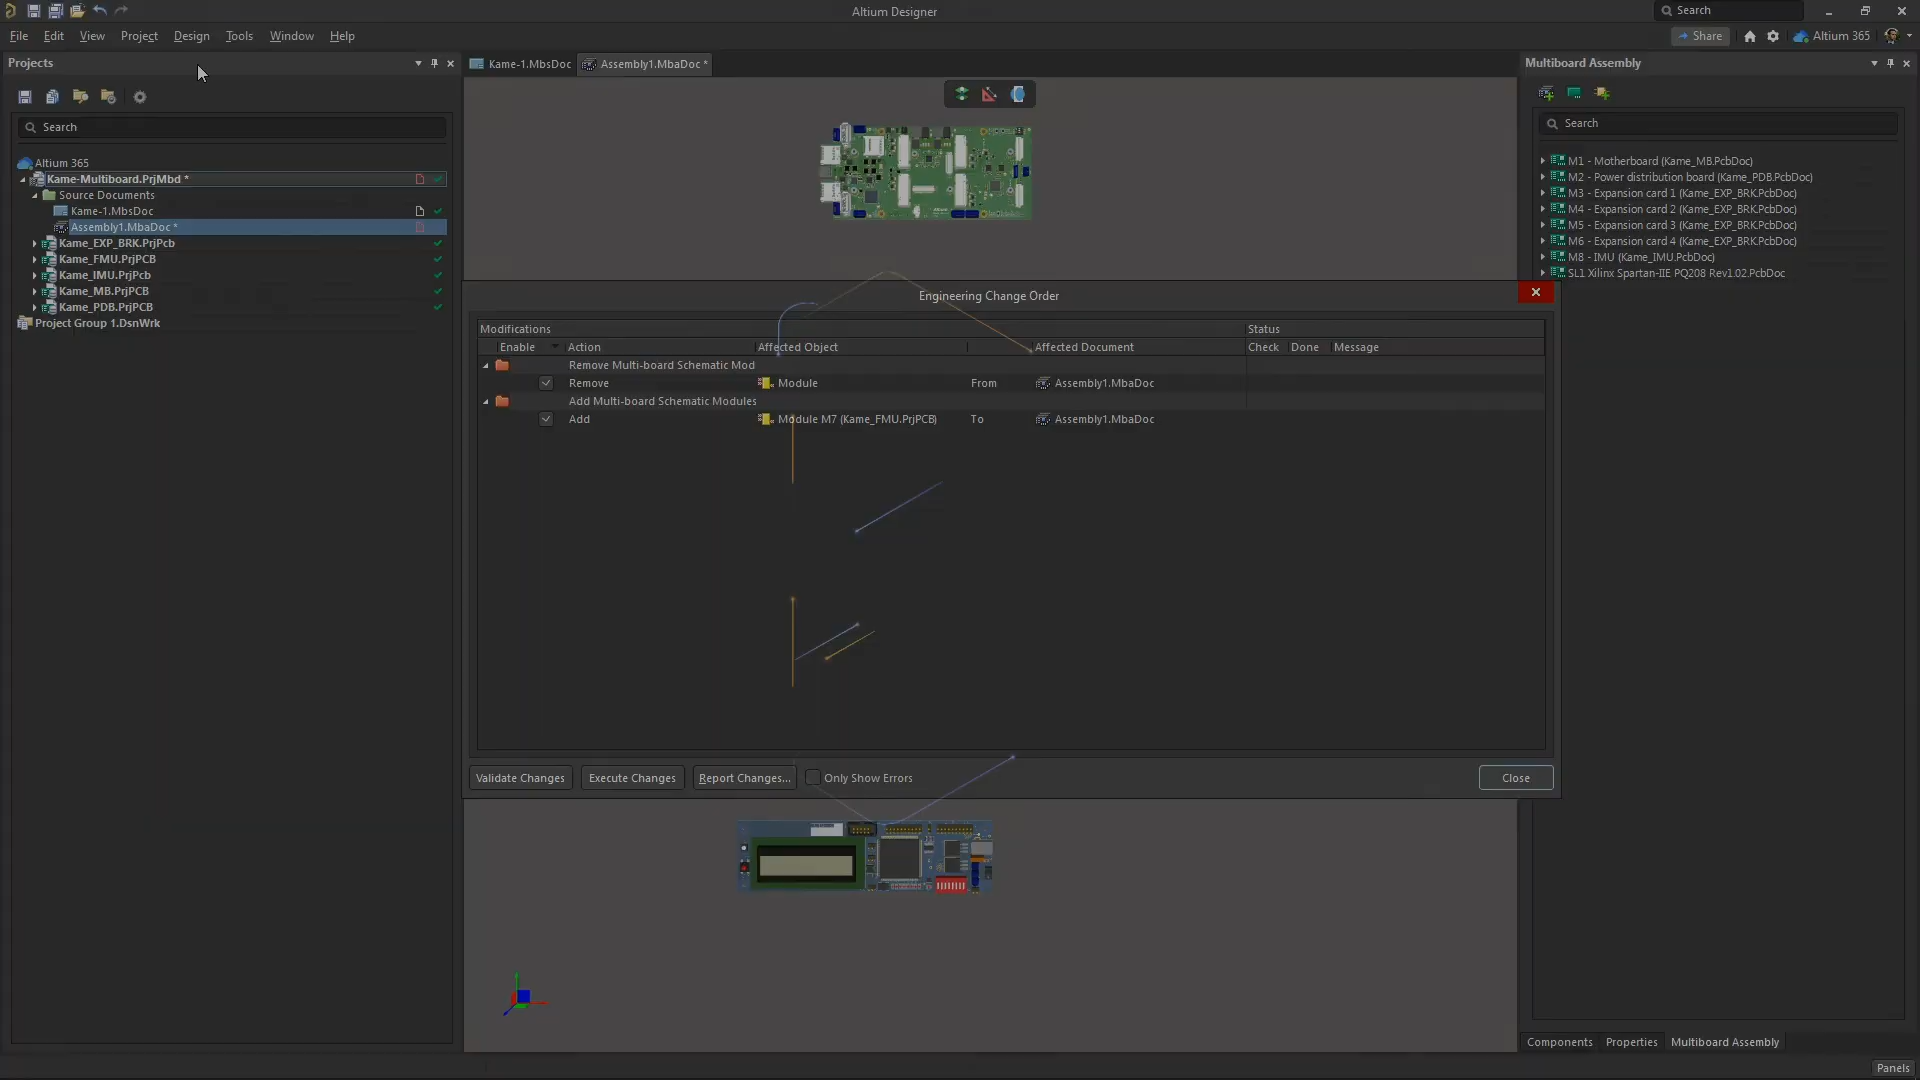 Altium Designer
Search
File Edit View Project Design Tools Window Help
Share
Altium 365
Projects
Kame-1.MbsDoc
Assembly1.MbaDoc *
Multiboard Assembly
Search
Search
Altium 365
Kame-Multiboard.PrjMbd *
Source Documents
Kame-1.MbsDoc
Assembly1.MbaDoc *
Kame_EXP_BRK.PrjPcb
Kame_FMU.PrjPCB
Kame_IMU.PrjPcb
Kame_MB.PrjPCB
Kame_PDB.PrjPCB
Project Group 1.DsnWrk
M1 - Motherboard (Kame_MB.PcbDoc)
M2 - Power distribution board (Kame_PDB.PcbDoc)
M3 - Expansion card 1 (Kame_EXP_BRK.PcbDoc)
M4 - Expansion card 2 (Kame_EXP_BRK.PcbDoc)
M5 - Expansion card 3 (Kame_EXP_BRK.PcbDoc)
M6 - Expansion card 4 (Kame_EXP_BRK.PcbDoc)
M8 - IMU (Kame_IMU.PcbDoc)
SL1 Xilinx Spartan-IIE PQ208 Rev1.02.PcbDoc
Engineering Change Order
Modifications Status
Enable Action Affected Object Affected Document Check Done Message
Remove Multi-board Schematic Mod
Remove Module From Assembly1.MbaDoc
Add Multi-board Schematic Modules
Add Module M7 (Kame_FMU.PrjPCB) To Assembly1.MbaDoc
Validate Changes Execute Changes Report Changes... Only Show Errors Close
Components Properties Multiboard Assembly
Panels